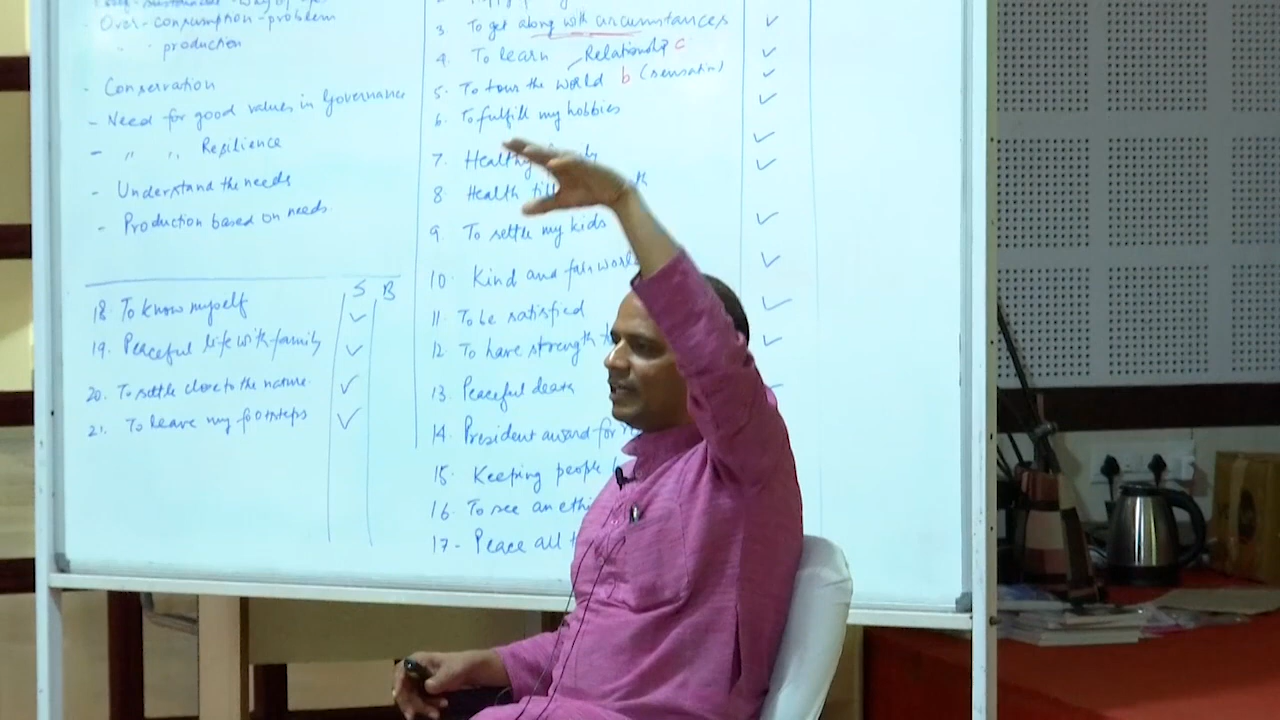 Over-consumption-problem
" " production
- Conservation
- Need for good values in Governance
- " " Resilience
- Understand the needs
- Production based on needs.
S B
18. To know myself ✓
19. Peaceful life with family ✓
20. To settle close to the nature. ✓
21. To leave my footsteps ✓
3 To get along with circumstances ✓
4. To learn Relationship c ✓
5. To tour the world b (sensation) ✓
6. To fulfill my hobbies ✓
7. Healthy ✓
8 Health till ✓
9. To settle my kids ✓
10. Kind and fair world ✓
11. To be satisfied ✓
12. To have strength ✓
13. Peaceful death
14. President award for
15. Keeping people
16. To see an
17- Peace all